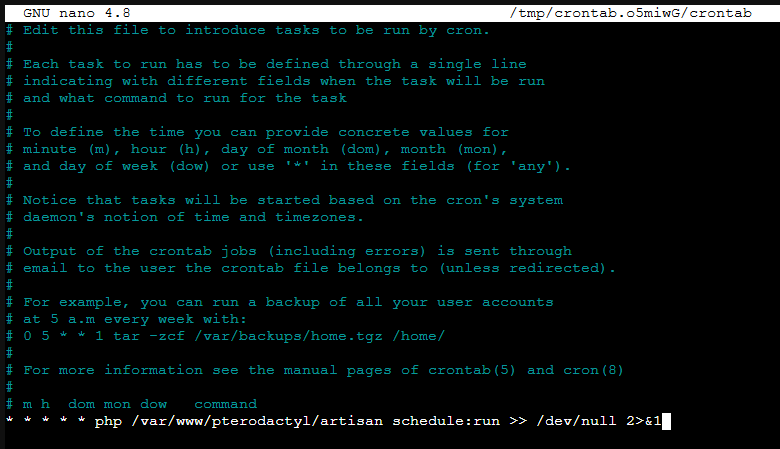 GNU nano 4.8 /tmp/crontab.o5miwG/crontab
# Edit this file to introduce tasks to be run by cron.
#
# Each task to run has to be defined through a single line
# indicating with different fields when the task will be run
# and what command to run for the task
#
# To define the time you can provide concrete values for
# minute (m), hour (h), day of month (dom), month (mon),
# and day of week (dow) or use '*' in these fields (for 'any').
#
# Notice that tasks will be started based on the cron's system
# daemon's notion of time and timezones.
#
# Output of the crontab jobs (including errors) is sent through
# email to the user the crontab file belongs to (unless redirected).
#
# For example, you can run a backup of all your user accounts
# at 5 a.m every week with:
# 0 5 * * 1 tar -zcf /var/backups/home.tgz /home/
#
# For more information see the manual pages of crontab(5) and cron(8)
#
# m h  dom mon dow   command
* * * * * php /var/www/pterodactyl/artisan schedule:run >> /dev/null 2>&1